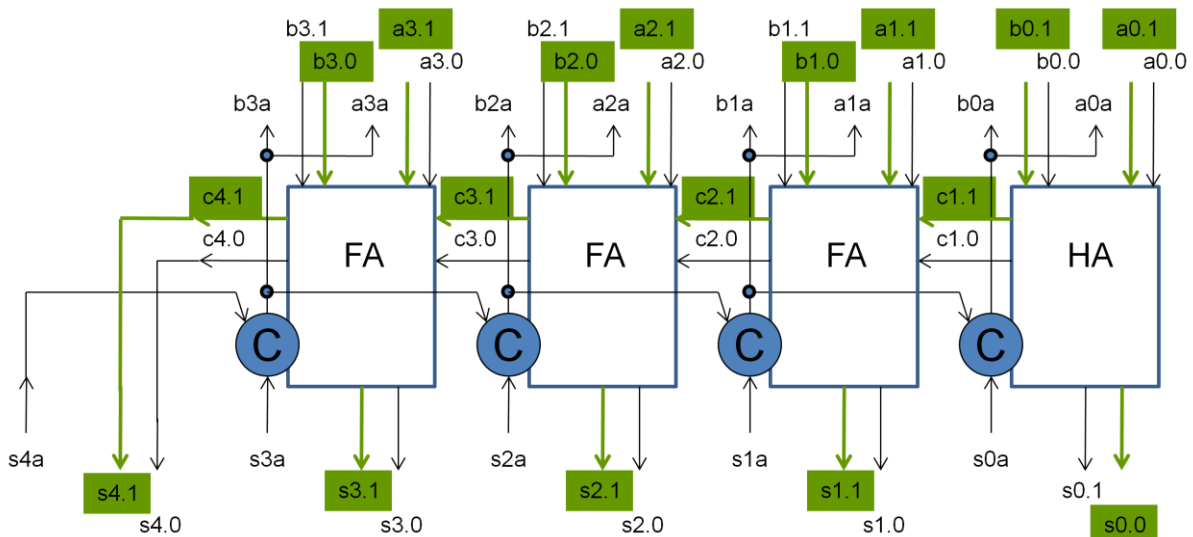 b3.1 a3.1 b2.1 a2.1 b1.1 a1.1 b0.1 a0.1
b3.0 a3.0 b2.0 a2.0 b1.0 a1.0 b0.0 a0.0
b3a a3a b2a a2a b1a a1a b0a a0a
c4.1 c3.1 c2.1 c1.1
c4.0 FA c3.0 FA c2.0 FA c1.0 HA
C C C C
s4a s3a s2a s1a s0a
s4.1 s3.1 s2.1 s1.1 s0.1
s4.0 s3.0 s2.0 s1.0 s0.0